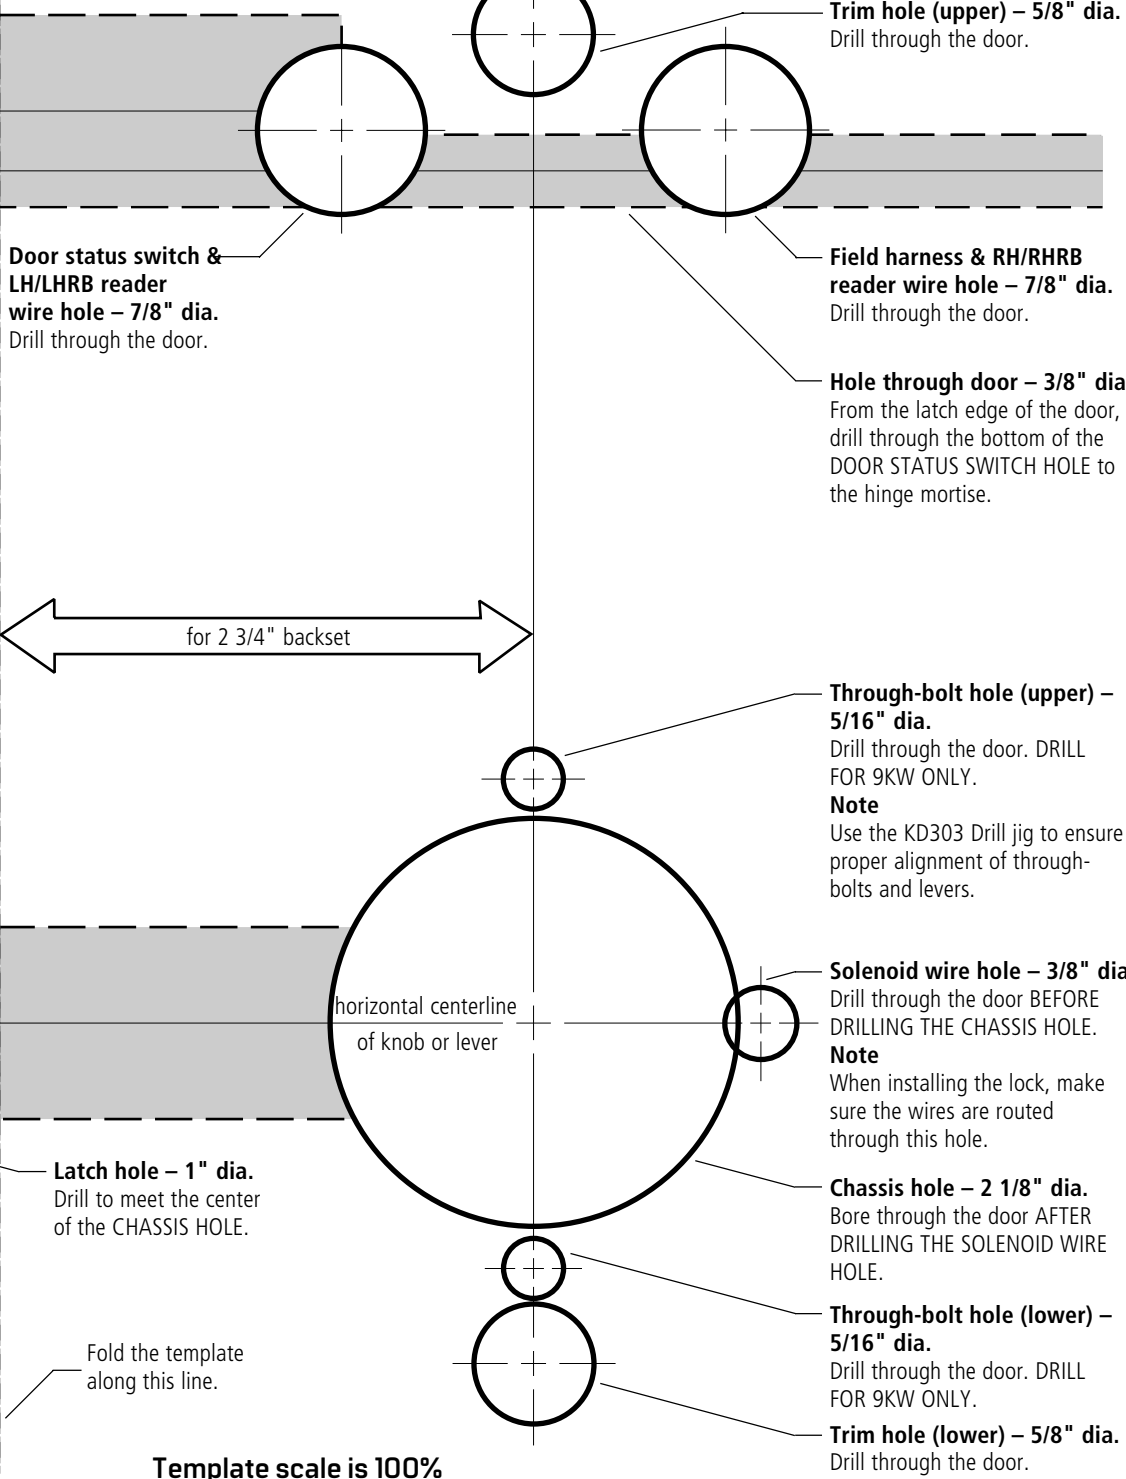 Trim hole (upper) – 5/8" dia.
Drill through the door.
Door status switch &
LH/LHRB reader
wire hole – 7/8" dia.
Drill through the door.
Field harness & RH/RHRB
reader wire hole – 7/8" dia.
Drill through the door.
Hole through door – 3/8" dia
From the latch edge of the door,
drill through the bottom of the
DOOR STATUS SWITCH HOLE to
the hinge mortise.
for 2 3/4" backset
Through-bolt hole (upper) –
5/16" dia.
Drill through the door. DRILL
FOR 9KW ONLY.
Note
Use the KD303 Drill jig to ensure
proper alignment of through-
bolts and levers.
Solenoid wire hole – 3/8" dia
Drill through the door BEFORE
DRILLING THE CHASSIS HOLE.
Note
When installing the lock, make
sure the wires are routed
through this hole.
horizontal centerline
of knob or lever
Latch hole – 1" dia.
Drill to meet the center
of the CHASSIS HOLE.
Chassis hole – 2 1/8" dia.
Bore through the door AFTER
DRILLING THE SOLENOID WIRE
HOLE.
Through-bolt hole (lower) –
5/16" dia.
Drill through the door. DRILL
FOR 9KW ONLY.
Fold the template
along this line.
Trim hole (lower) – 5/8" dia.
Drill through the door.
Template scale is 100%